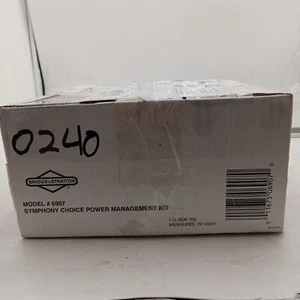 0240
BRIGGS & STRATTON
MODEL # 6907
SYMPHONY CHOICE POWER MANAGEMENT KIT
P.O. BOX 702
MILWAUKEE, WI 53201